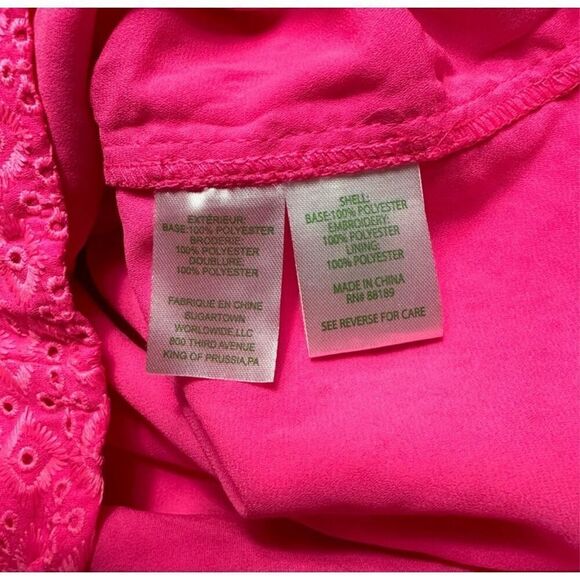 EXTÉRIEUR:
BASE:100% POLYESTER
BRODERIE:
100% POLYESTER
DOUBLURE:
100% POLYESTER
FABRIQUE EN CHINE
SUGARTOWN
WORLDWIDE,LLC
800 THIRD AVENUE
KING OF PRUSSIA,PA
SHELL:
BASE:100% POLYESTER
EMBROIDERY:
100% POLYESTER
LINING:
100% POLYESTER
MADE IN CHINA
RN# 88189
SEE REVERSE FOR CARE